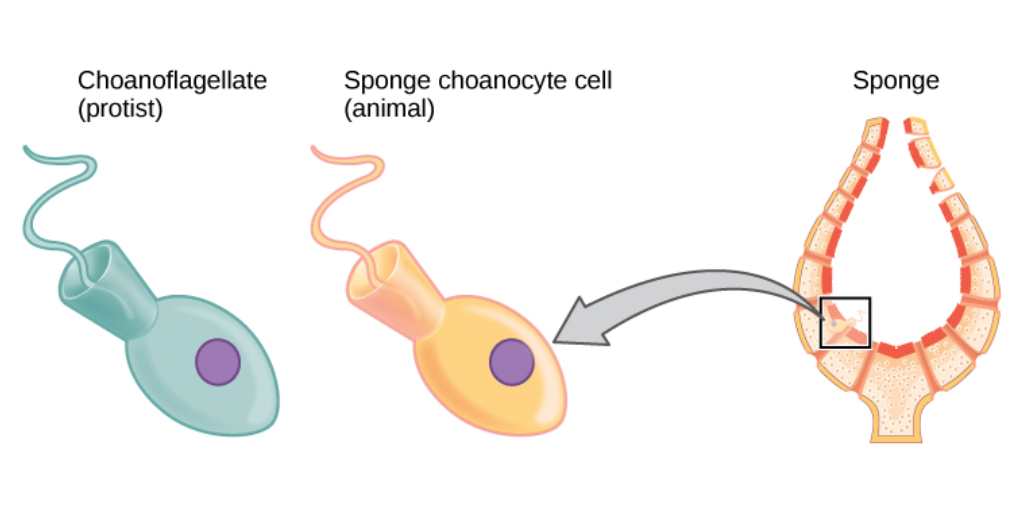 Choanoflagellate
(protist)
Sponge choanocyte cell
(animal)
Sponge